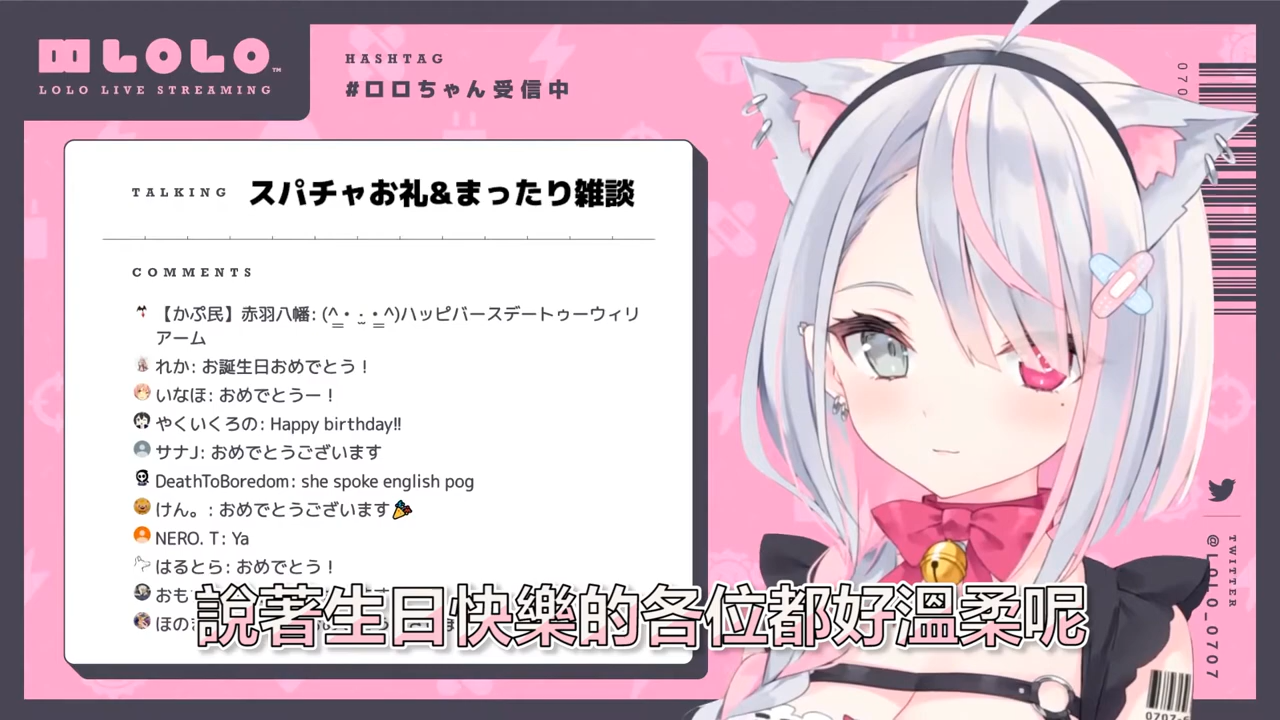 LOLO™
LOLO LIVE STREAMING
HASHTAG
#ロロちゃん受信中
070
TALKING スパチャお礼&まったり雑談
COMMENTS
【かぷ民】赤羽八幡: (^・・・^)ハッピバースデートゥーウィリ
アーム
れか: お誕生日おめでとう！
いなほ: おめでとうー！
やくいくろの: Happy birthday!!
サナJ: おめでとうございます
DeathToBoredom: she spoke english pog
けん。: おめでとうございます🎉
NERO. T: Ya
はるとら: おめでとう！
おも
ほの
說著生日快樂的各位都好溫柔呢
TWITTER
@LOLO_0707
0707-